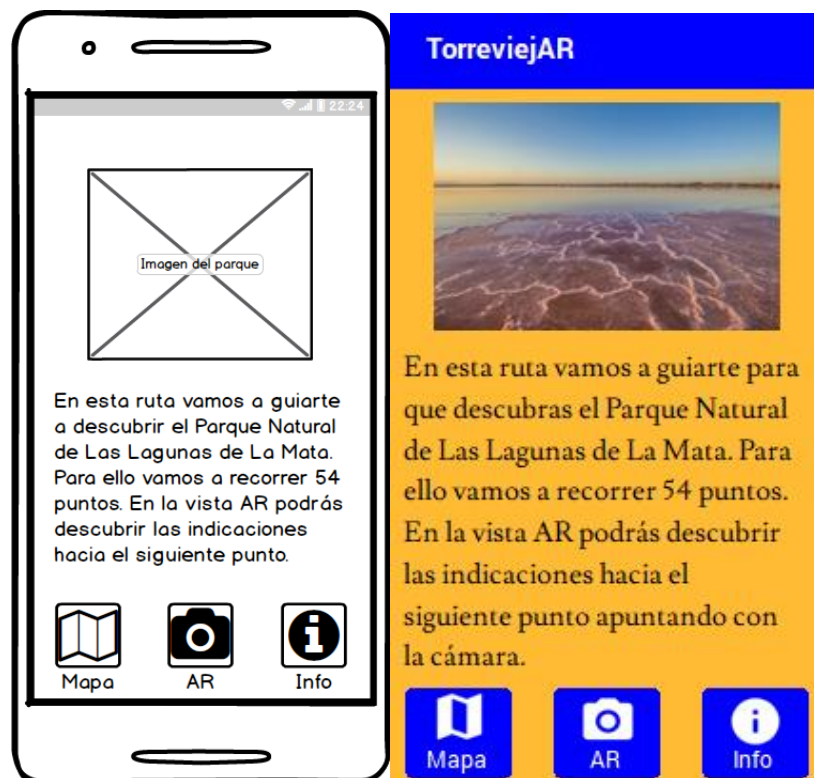 22:24
Imagen del parque
En esta ruta vamos a guiarte
a descubrir el Parque Natural
de Las Lagunas de La Mata.
Para ello vamos a recorrer 54
puntos. En la vista AR podrás
descubrir las indicaciones
hacia el siguiente punto.
Mapa AR Info
TorreviejAR
En esta ruta vamos a guiarte para
que descubras el Parque Natural
de Las Lagunas de La Mata. Para
ello vamos a recorrer 54 puntos.
En la vista AR podrás descubrir
las indicaciones hacia el
siguiente punto apuntando con
la cámara.
Mapa AR Info